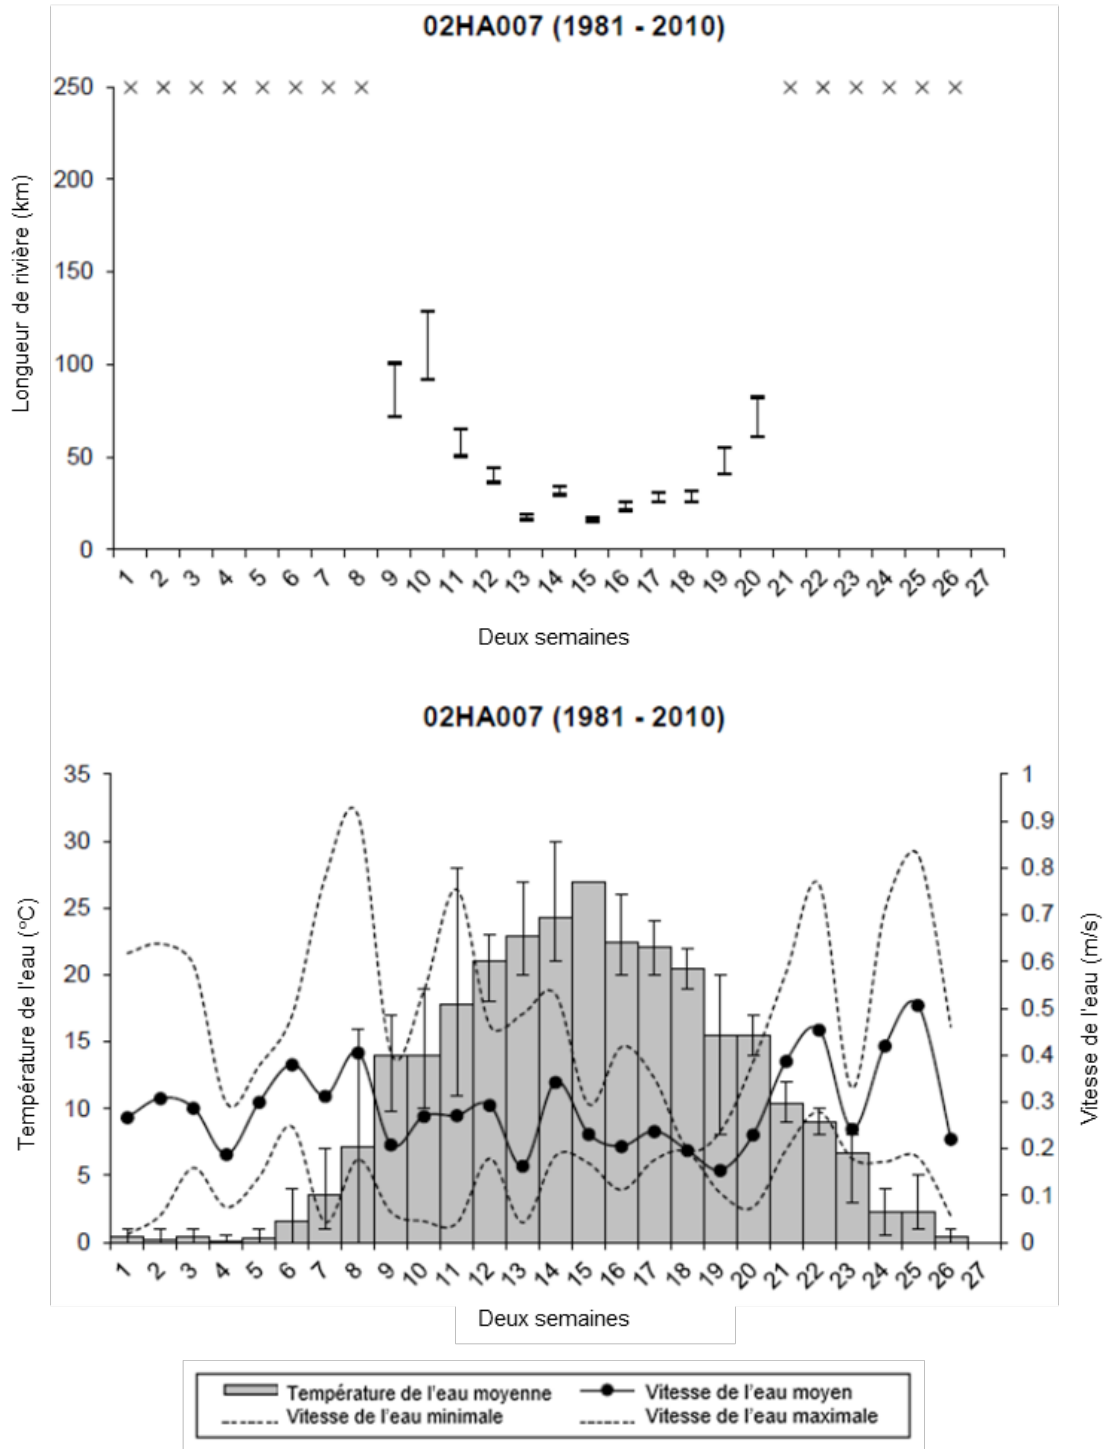 02HA007 (1981 - 2010)
250
200
150
100
50
0
Longueur de rivière (km)
1 2 3 4 5 6 7 8 9 10 11 12 13 14 15 16 17 18 19 20 21 22 23 24 25 26 27
Deux semaines
02HA007 (1981 - 2010)
35
30
25
20
15
10
5
0
Température de l'eau (°C)
1
0.9
0.8
0.7
0.6
0.5
0.4
0.3
0.2
0.1
0
Vitesse de l'eau (m/s)
1 2 3 4 5 6 7 8 9 10 11 12 13 14 15 16 17 18 19 20 21 22 23 24 25 26 27
Deux semaines
Température de l'eau moyenne
Vitesse de l'eau moyen
Vitesse de l'eau minimale
Vitesse de l'eau maximale